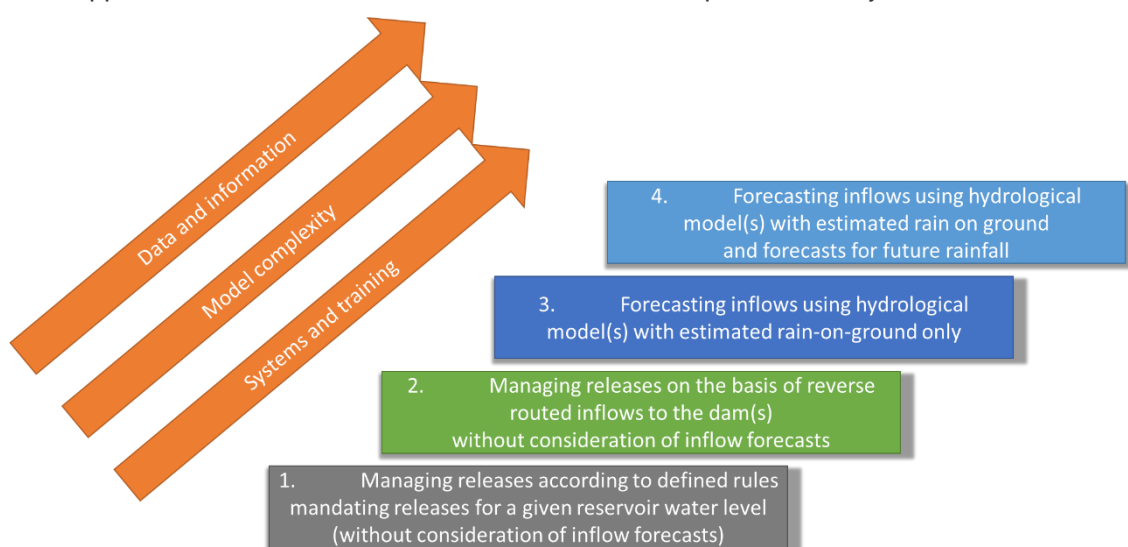 Data and information
Model complexity
Systems and training
4. Forecasting inflows using hydrological
model(s) with estimated rain on ground
and forecasts for future rainfall
3. Forecasting inflows using hydrological
model(s) with estimated rain-on-ground only
2. Managing releases on the basis of reverse
routed inflows to the dam(s)
without consideration of inflow forecasts
1. Managing releases according to defined rules
mandating releases for a given reservoir water level
(without consideration of inflow forecasts)